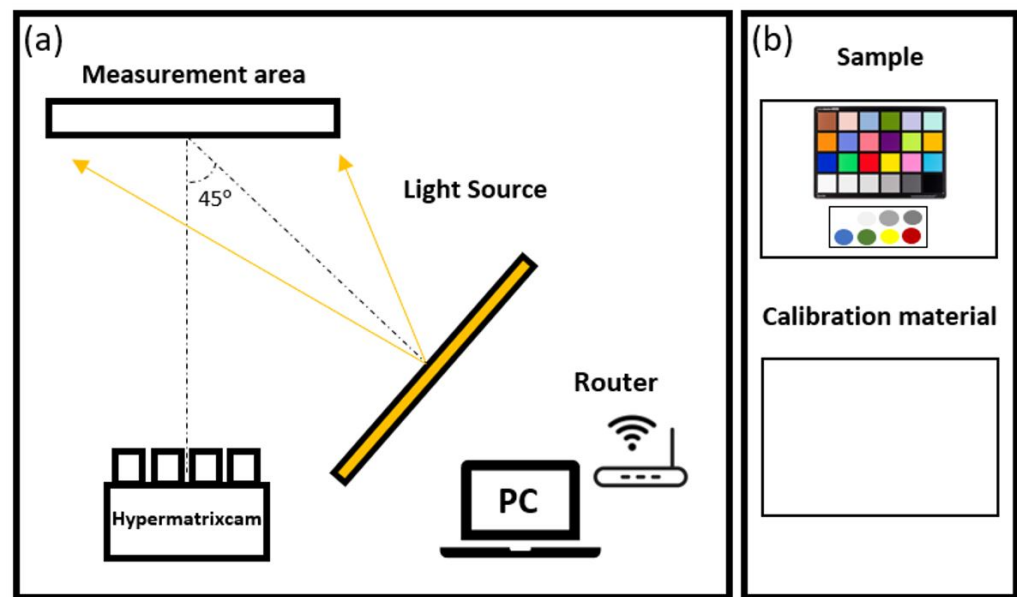 (a)
Measurement area
45°
Light Source
Router
PC
Hypermatrixcam
(b)
Sample
Calibration material